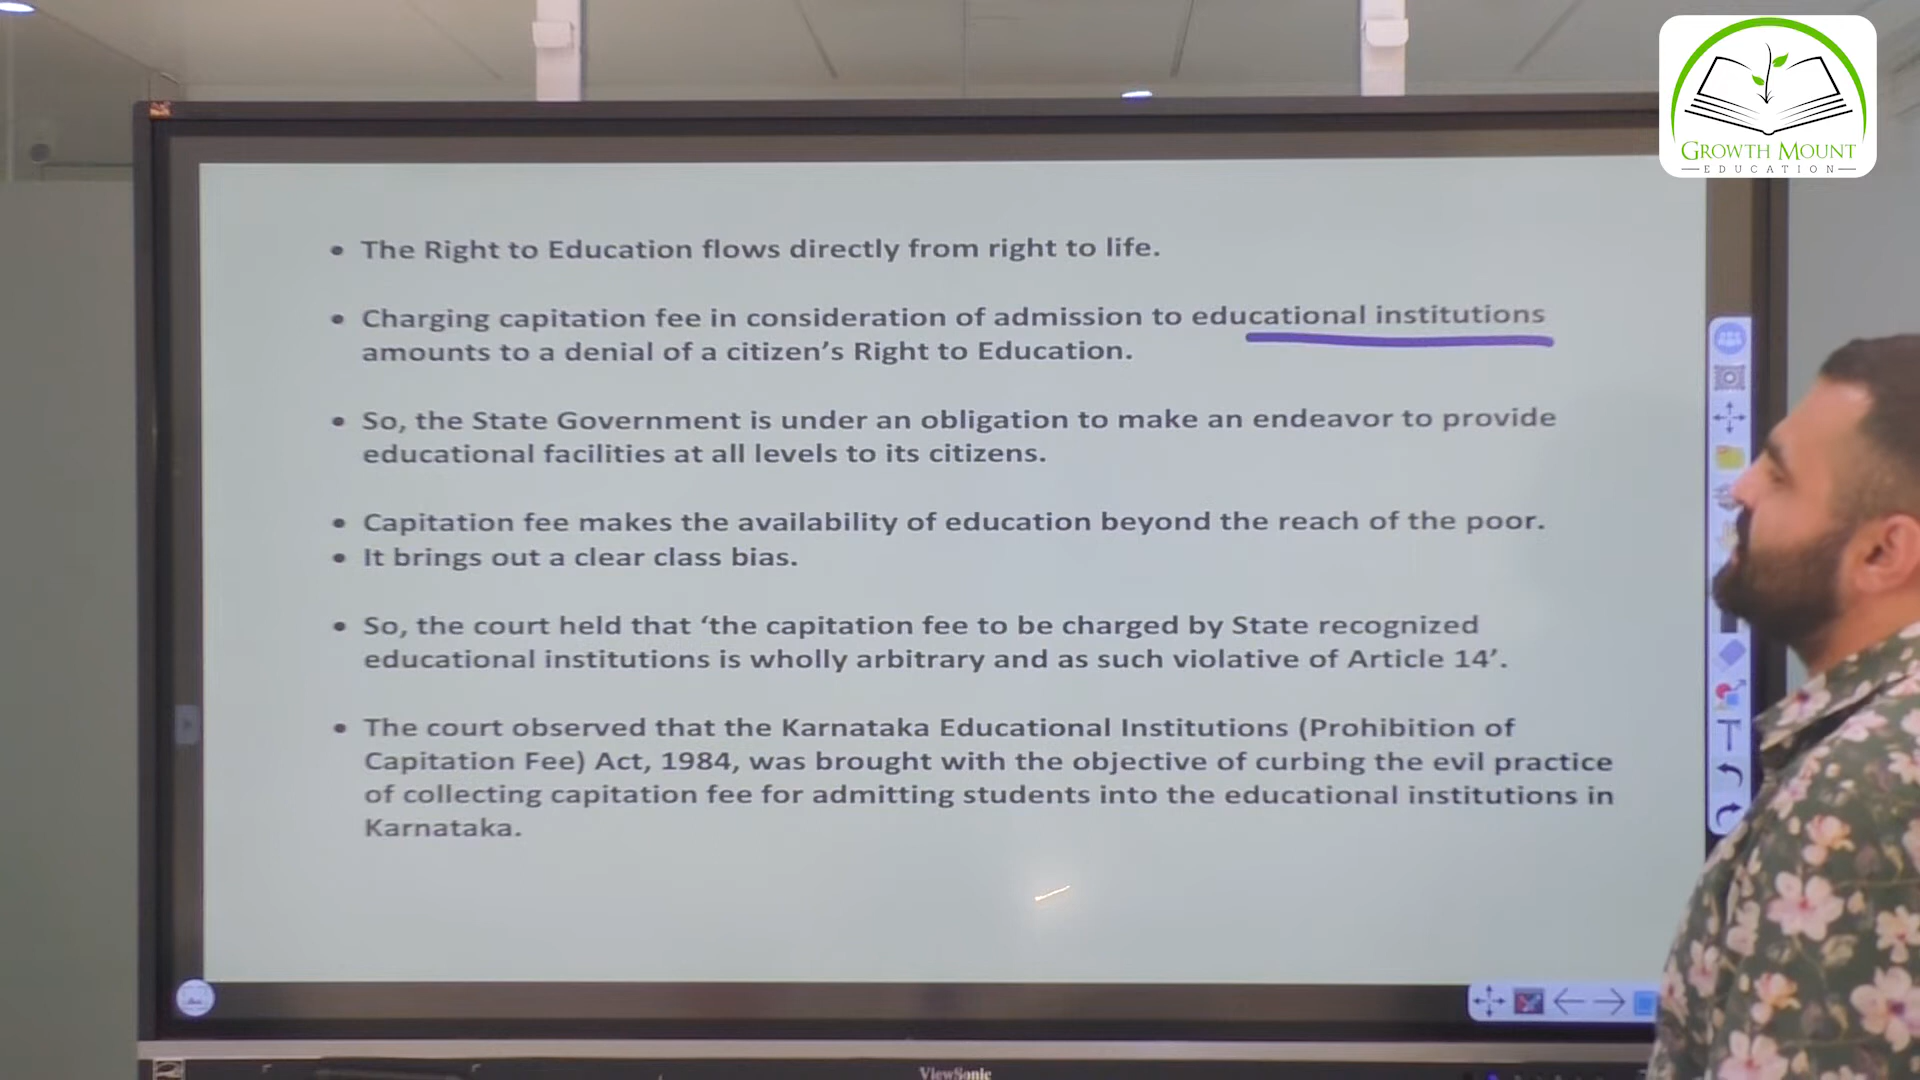 GROWTH MOUNT
EDUCATION
• The Right to Education flows directly from right to life.
• Charging capitation fee in consideration of admission to educational institutions
amounts to a denial of a citizen’s Right to Education.
• So, the State Government is under an obligation to make an endeavor to provide
educational facilities at all levels to its citizens.
• Capitation fee makes the availability of education beyond the reach of the poor.
• It brings out a clear class bias.
• So, the court held that ‘the capitation fee to be charged by State recognized
educational institutions is wholly arbitrary and as such violative of Article 14’.
• The court observed that the Karnataka Educational Institutions (Prohibition of
Capitation Fee) Act, 1984, was brought with the objective of curbing the evil practice
of collecting capitation fee for admitting students into the educational institutions in
Karnataka.
ViewSonic